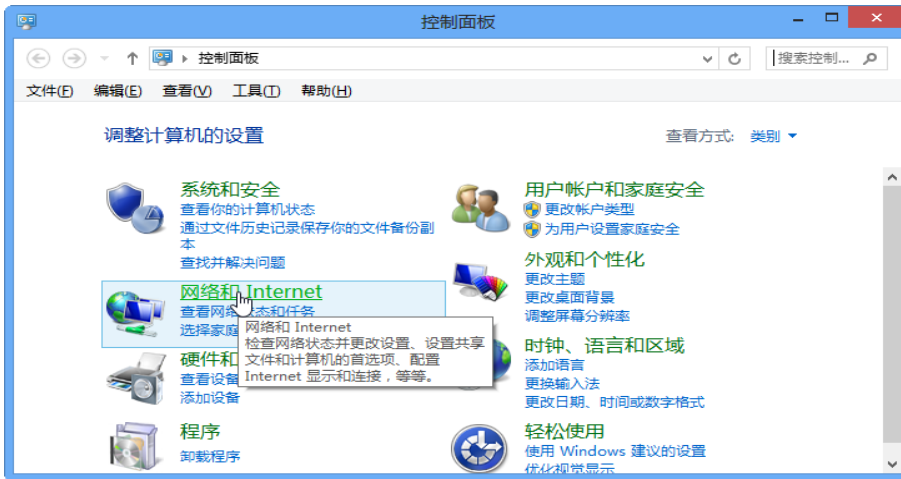 控制面板
控制面板
搜索控制...
文件(F) 编辑(E) 查看(V) 工具(T) 帮助(H)
调整计算机的设置
查看方式: 类别
系统和安全
查看你的计算机状态
通过文件历史记录保存你的文件备份副
本
查找并解决问题
网络和 Internet
查看网络状态和任务
选择家庭
网络和 Internet
检查网络状态并更改设置、设置共享
文件和计算机的首选项、配置
Internet 显示和连接，等等。
硬件和
查看设备
添加设备
程序
卸载程序
用户帐户和家庭安全
更改帐户类型
为用户设置家庭安全
外观和个性化
更改主题
更改桌面背景
调整屏幕分辨率
时钟、语言和区域
添加语言
更换输入法
更改日期、时间或数字格式
轻松使用
使用 Windows 建议的设置
优化视觉显示